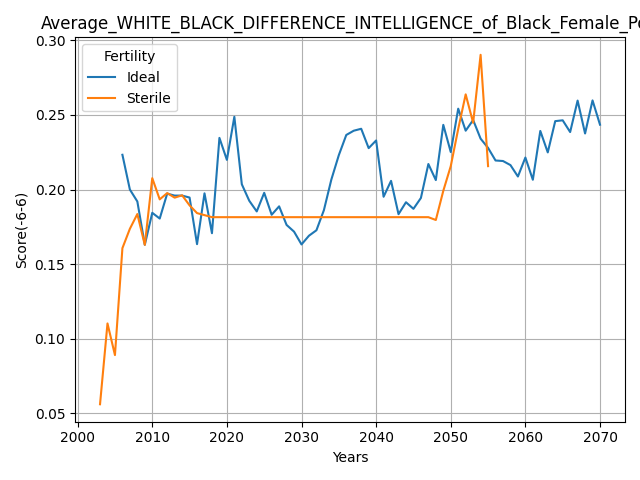 Average_WHITE_BLACK_DIFFERENCE_INTELLIGENCE_of_Black_Female_Pe
Fertility
Ideal
Sterile
Score(-6-6)
0.30
0.25
0.20
0.15
0.10
0.05
2000 2010 2020 2030 2040 2050 2060 2070
Years